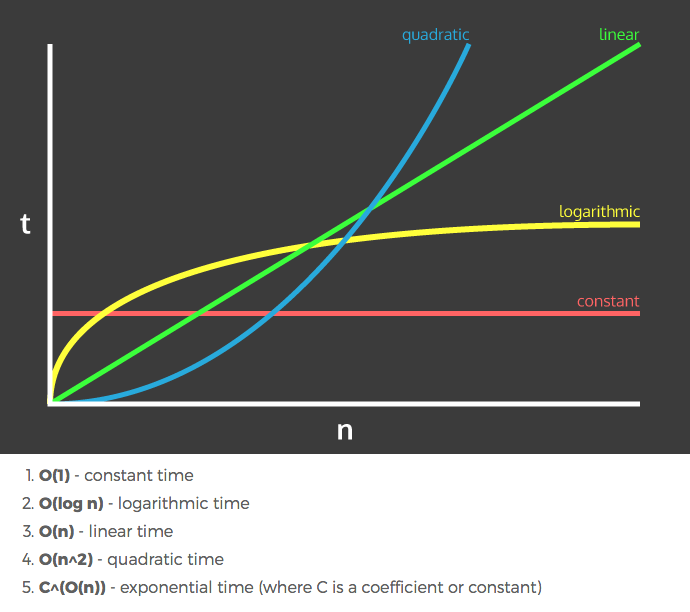 quadratic linear
t
logarithmic
constant
n
1. O(1) - constant time
2. O(log n) - logarithmic time
3. O(n) - linear time
4. O(n^2) - quadratic time
5. C^(O(n)) - exponential time (where C is a coefficient or constant)